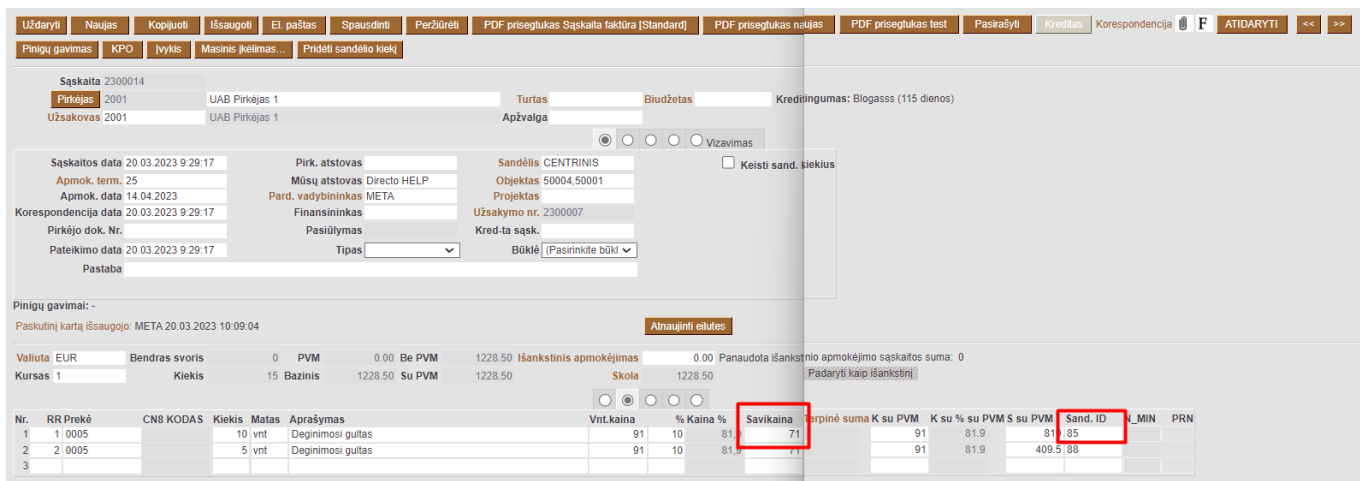 Uždaryti Naujas Kopijuoti Išsaugoti El. paštas Spausdinti Peržiūrėti PDF prisegtukas Sąskaita faktūra [Standard] PDF prisegtukas naujas PDF prisegtukas test Pasirašyti Kreditas Korespondencija F ATIDARYTI << >>
Pinigų gavimas KPO Įvykis Masinis įkėlimas... Pridėti sandėlio kiekį
Sąskaita 2300014
Pirkėjas 2001 UAB Pirkėjas 1 Turtas Biudžetas Kreditingumas: Blogasss (115 dienos)
Užsakovas 2001 UAB Pirkėjas 1 Apžvalga
Vizavimas
Sąskaitos data 20.03.2023 9:29:17 Pirk. atstovas Sandėlis CENTRINIS Keisti sand. kiekius
Apmok. term. 25 Mūsų atstovas Directo HELP Objektas 50004,50001
Apmok. data 14.04.2023 Pard. vadybininkas META Projektas
Korespondencija data 20.03.2023 9:29:17 Finansininkas Užsakymo nr. 2300007
Pirkėjo dok. Nr. Pasiūlymas Kred-ta sąsk.
Pateikimo data 20.03.2023 9:29:17 Tipas Būklė (Pasirinkite būkl
Pastaba
Pinigų gavimai: -
Paskutinį kartą išsaugojo: META 20.03.2023 10:09:04 Atnaujinti eilutes
Valiuta EUR Bendras svoris 0 PVM 0.00 Be PVM 1228.50 Išankstinis apmokėjimas 0.00 Panaudota išankstinio apmokėjimo sąskaitos suma: 0
Kursas 1 Kiekis 15 Bazinis 1228.50 Su PVM 1228.50 Skola 1228.50 Padaryti kaip išankstinį
Nr. RR Prekė CN8 KODAS Kiekis Matas Aprašymas Vnt.kaina % Kaina % Savikaina Tarpinė suma K su PVM K su % su PVM S su PVM Sand. ID N_MIN PRN
1 1 0005 10 vnt Deginimosi gultas 91 10 81,9 71 91 81.9 819 85
2 2 0005 5 vnt Deginimosi gultas 91 10 81,9 71 91 81.9 409.5 88
3